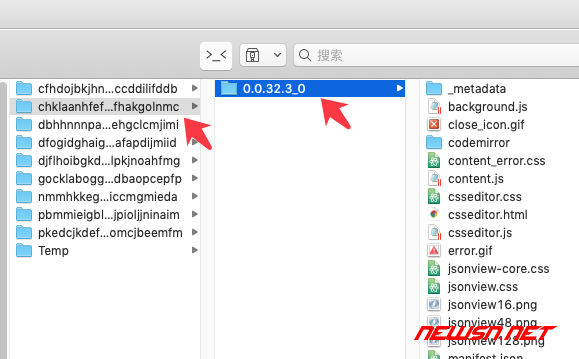 >_<
搜索
cfhdojbkjhn...ccddilifddb
chklaanhfef...fhakgolnmc
dbhhnnnpa...ehgclcmjimi
dfogidghaig...afapdijmiid
djflhoibgkd...lpkjnoahfmg
gocklabogg...dbaopcepfp
nmmhkkeg...iccmgmieda
pbmmieigbl...jpioljjninaim
pkedcjkdef...omcjbeemfm
Temp
0.0.32.3_0
_metadata
background.js
close_icon.gif
codemirror
content_error.css
content.js
csseditor.css
csseditor.html
csseditor.js
error.gif
jsonview-core.css
jsonview.css
jsonview16.png
jsonview48.png
jsonview128.png
manifest.json
NEWSN.NET